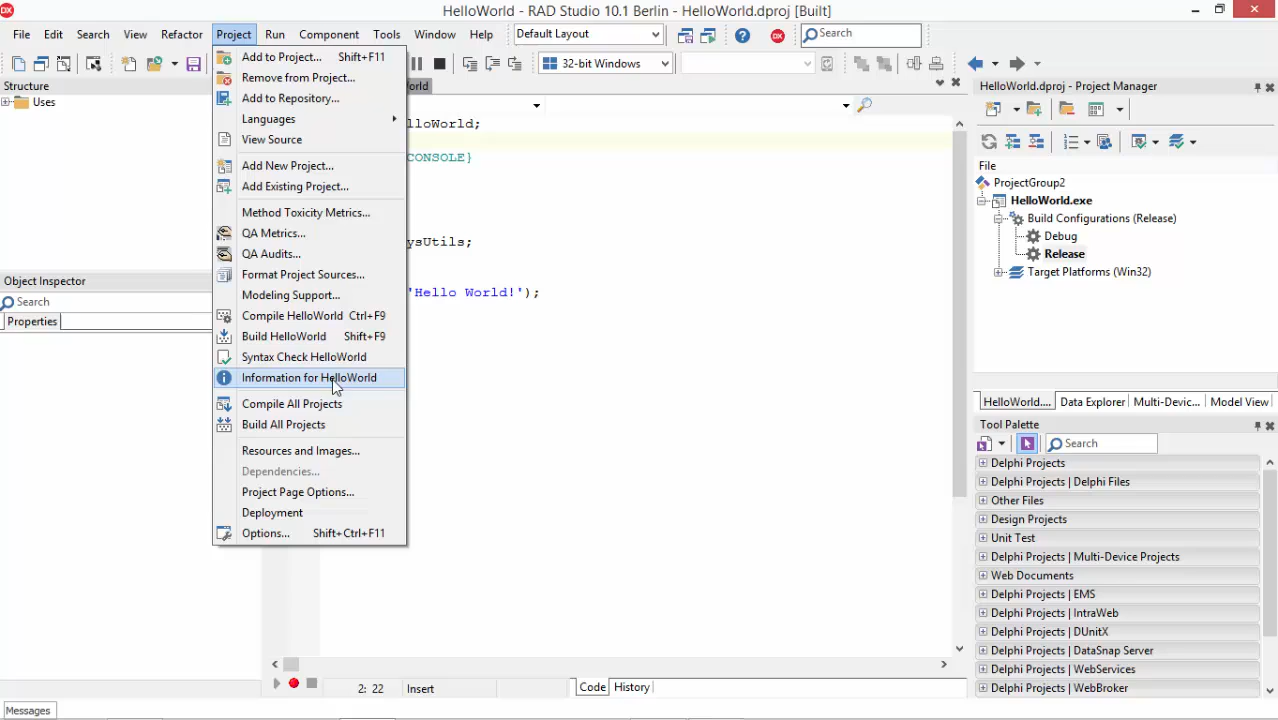 HelloWorld - RAD Studio 10.1 Berlin - HelloWorld.dproj [Built]
File Edit Search View Refactor Project Run Component Tools Window Help
Default Layout
Search
32-bit Windows
Structure
Uses
Object Inspector
Search
Properties
Add to Project... Shift+F11
Remove from Project...
Add to Repository...
Languages
View Source
Add New Project...
Add Existing Project...
Method Toxicity Metrics...
QA Metrics...
QA Audits...
Format Project Sources...
Modeling Support...
Compile HelloWorld Ctrl+F9
Build HelloWorld Shift+F9
Syntax Check HelloWorld
Information for HelloWorld
Compile All Projects
Build All Projects
Resources and Images...
Dependencies...
Project Page Options...
Deployment
Options... Shift+Ctrl+F11
orld
lloWorld;
CONSOLE}
ysUtils;
'Hello World!');
2: 22 Insert
Code History
HelloWorld.dproj - Project Manager
File
ProjectGroup2
HelloWorld.exe
Build Configurations (Release)
Debug
Release
Target Platforms (Win32)
HelloWorld.... Data Explorer Multi-Devic... Model View
Tool Palette
Search
Delphi Projects
Delphi Projects | Delphi Files
Other Files
Design Projects
Unit Test
Delphi Projects | Multi-Device Projects
Web Documents
Delphi Projects | EMS
Delphi Projects | IntraWeb
Delphi Projects | DUnitX
Delphi Projects | DataSnap Server
Delphi Projects | WebServices
Delphi Projects | WebBroker
Messages